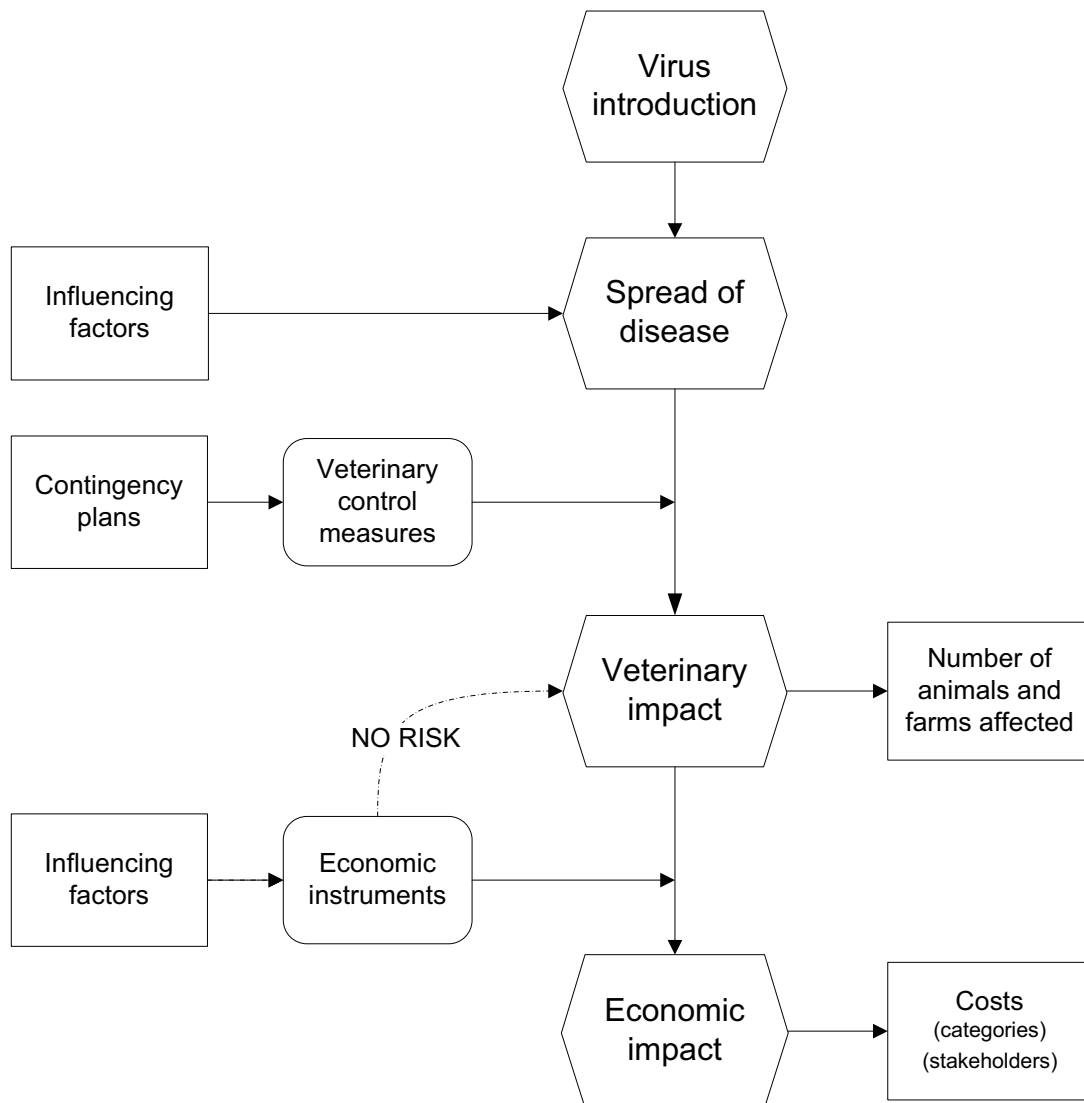 Virus
introduction
Influencing
factors
Spread of
disease
Contingency
plans
Veterinary
control
measures
Veterinary
impact
Number of
animals and
farms affected
NO RISK
Influencing
factors
Economic
instruments
Economic
impact
Costs
(categories)
(stakeholders)